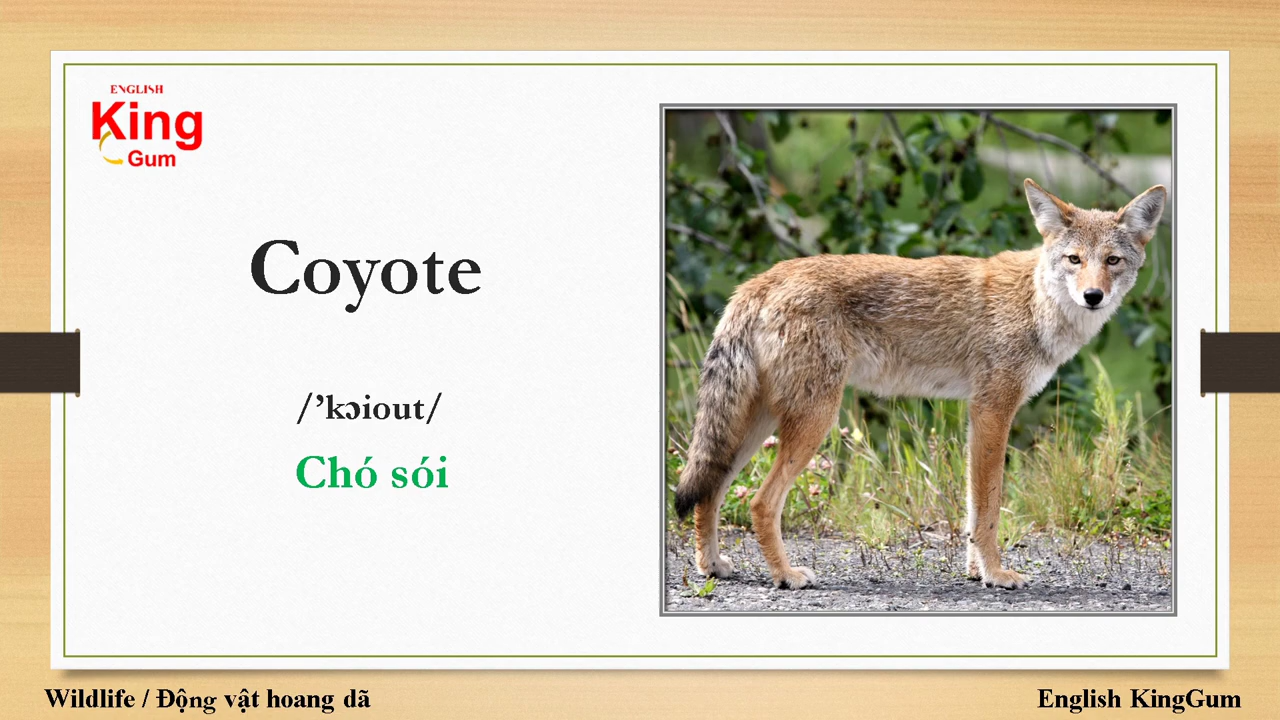 ENGLISH
King
Gum
Coyote
/’kɔiout/
Chó sói
Wildlife / Động vật hoang dã
English KingGum